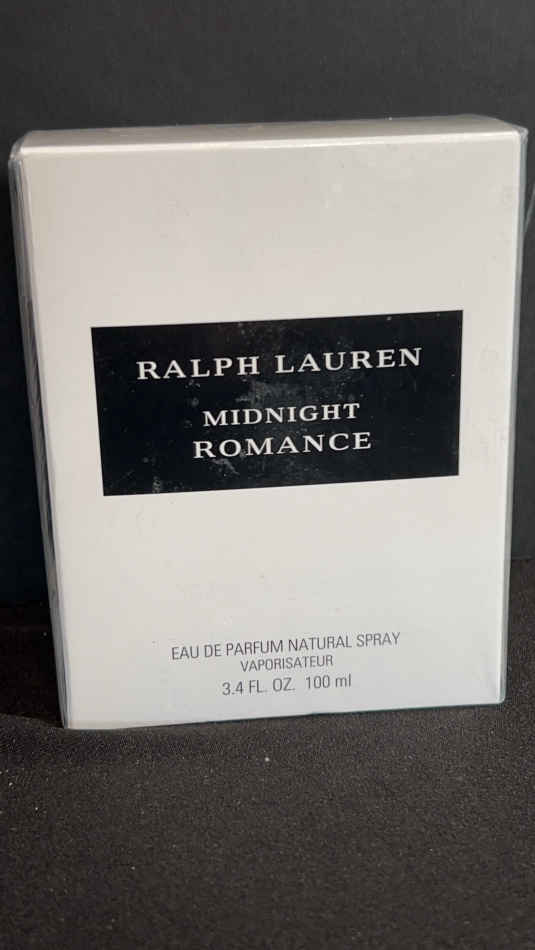 RALPH LAUREN
MIDNIGHT
ROMANCE
EAU DE PARFUM NATURAL SPRAY
VAPORISATEUR
3.4 FL. OZ. 100 ml